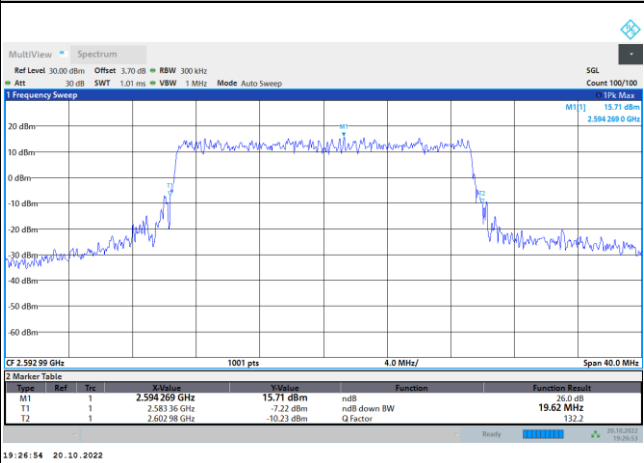 MultiView Spectrum
Ref Level 30.00 dBm Offset 3.70 dB RBW 300 kHz SGL
Att 30 dB SWT 1.01 ms VBW 1 MHz Mode Auto Sweep Count 100/100
1 Frequency Sweep 1Pk Max
M1[1] 15.71 dBm
2.594 269 0 GHz
20 dBm
M1
10 dBm
0 dBm
T1
T2
-10 dBm
-20 dBm
-30 dBm
-40 dBm
-50 dBm
-60 dBm
CF 2.592 99 GHz 1001 pts 4.0 MHz/ Span 40.0 MHz
2 Marker Table
Type Ref Trc X-Value Y-Value Function Function Result
M1 1 2.594 269 GHz 15.71 dBm ndB 26.0 dB
T1 1 2.583 36 GHz -7.22 dBm ndB down BW 19.62 MHz
T2 1 2.602 98 GHz -10.23 dBm Q Factor 132.2
Ready 20.10.2022
19:26:53
19:26:54 20.10.2022